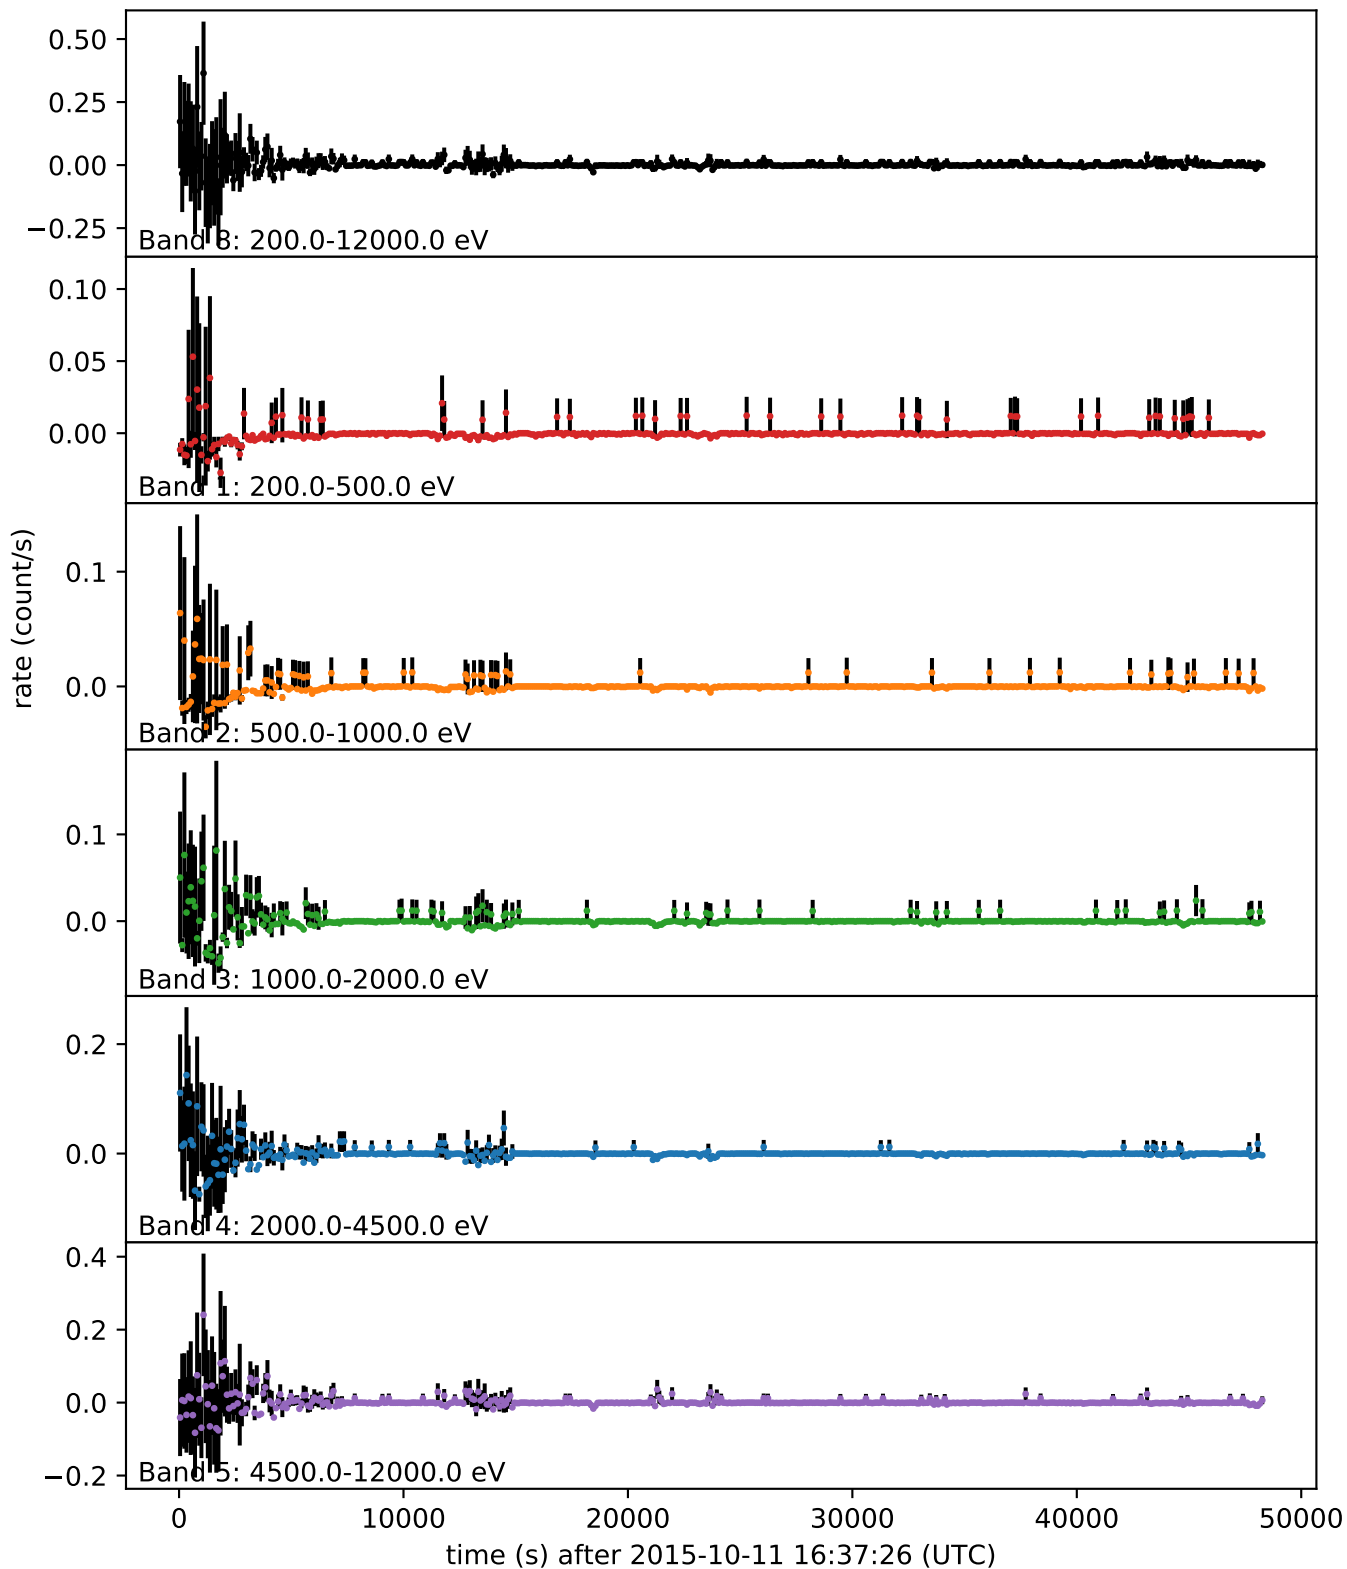 0.50
0.25
0.00
−0.25
Band 8: 200.0-12000.0 eV
0.10
0.05
0.00
Band 1: 200.0-500.0 eV
rate (count/s)
0.1
0.0
Band 2: 500.0-1000.0 eV
0.1
0.0
Band 3: 1000.0-2000.0 eV
0.2
0.0
Band 4: 2000.0-4500.0 eV
0.4
0.2
0.0
−0.2
Band 5: 4500.0-12000.0 eV
0 10000 20000 30000 40000 50000
time (s) after 2015-10-11 16:37:26 (UTC)